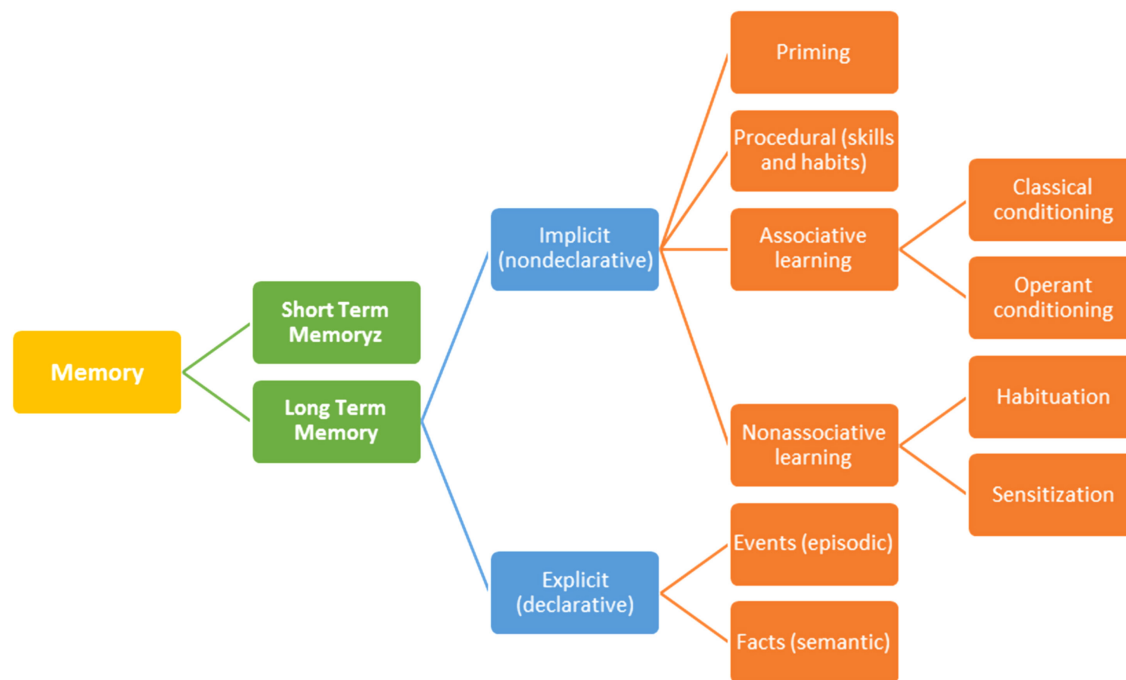 Memory
Short Term
Memoryz
Long Term
Memory
Implicit
(nondeclarative)
Explicit
(declarative)
Priming
Procedural (skills
and habits)
Associative
learning
Nonassociative
learning
Events (episodic)
Facts (semantic)
Classical
conditioning
Operant
conditioning
Habituation
Sensitization